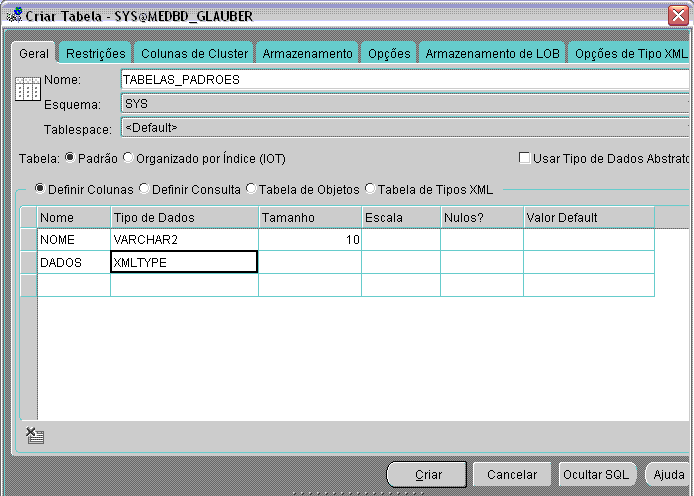 Criar Tabela - SYS@MEDBD_GLAUBER
Geral Restrições Colunas de Cluster Armazenamento Opções Armazenamento de LOB Opções de Tipo XML
Nome: TABELAS_PADROES
Esquema: SYS
Tablespace: <Default>
Tabela: Padrão Organizado por Índice (IOT) Usar Tipo de Dados Abstrato
Definir Colunas Definir Consulta Tabela de Objetos Tabela de Tipos XML
Nome Tipo de Dados Tamanho Escala Nulos? Valor Default
NOME VARCHAR2 10
DADOS XMLTYPE
Criar Cancelar Ocultar SQL Ajuda